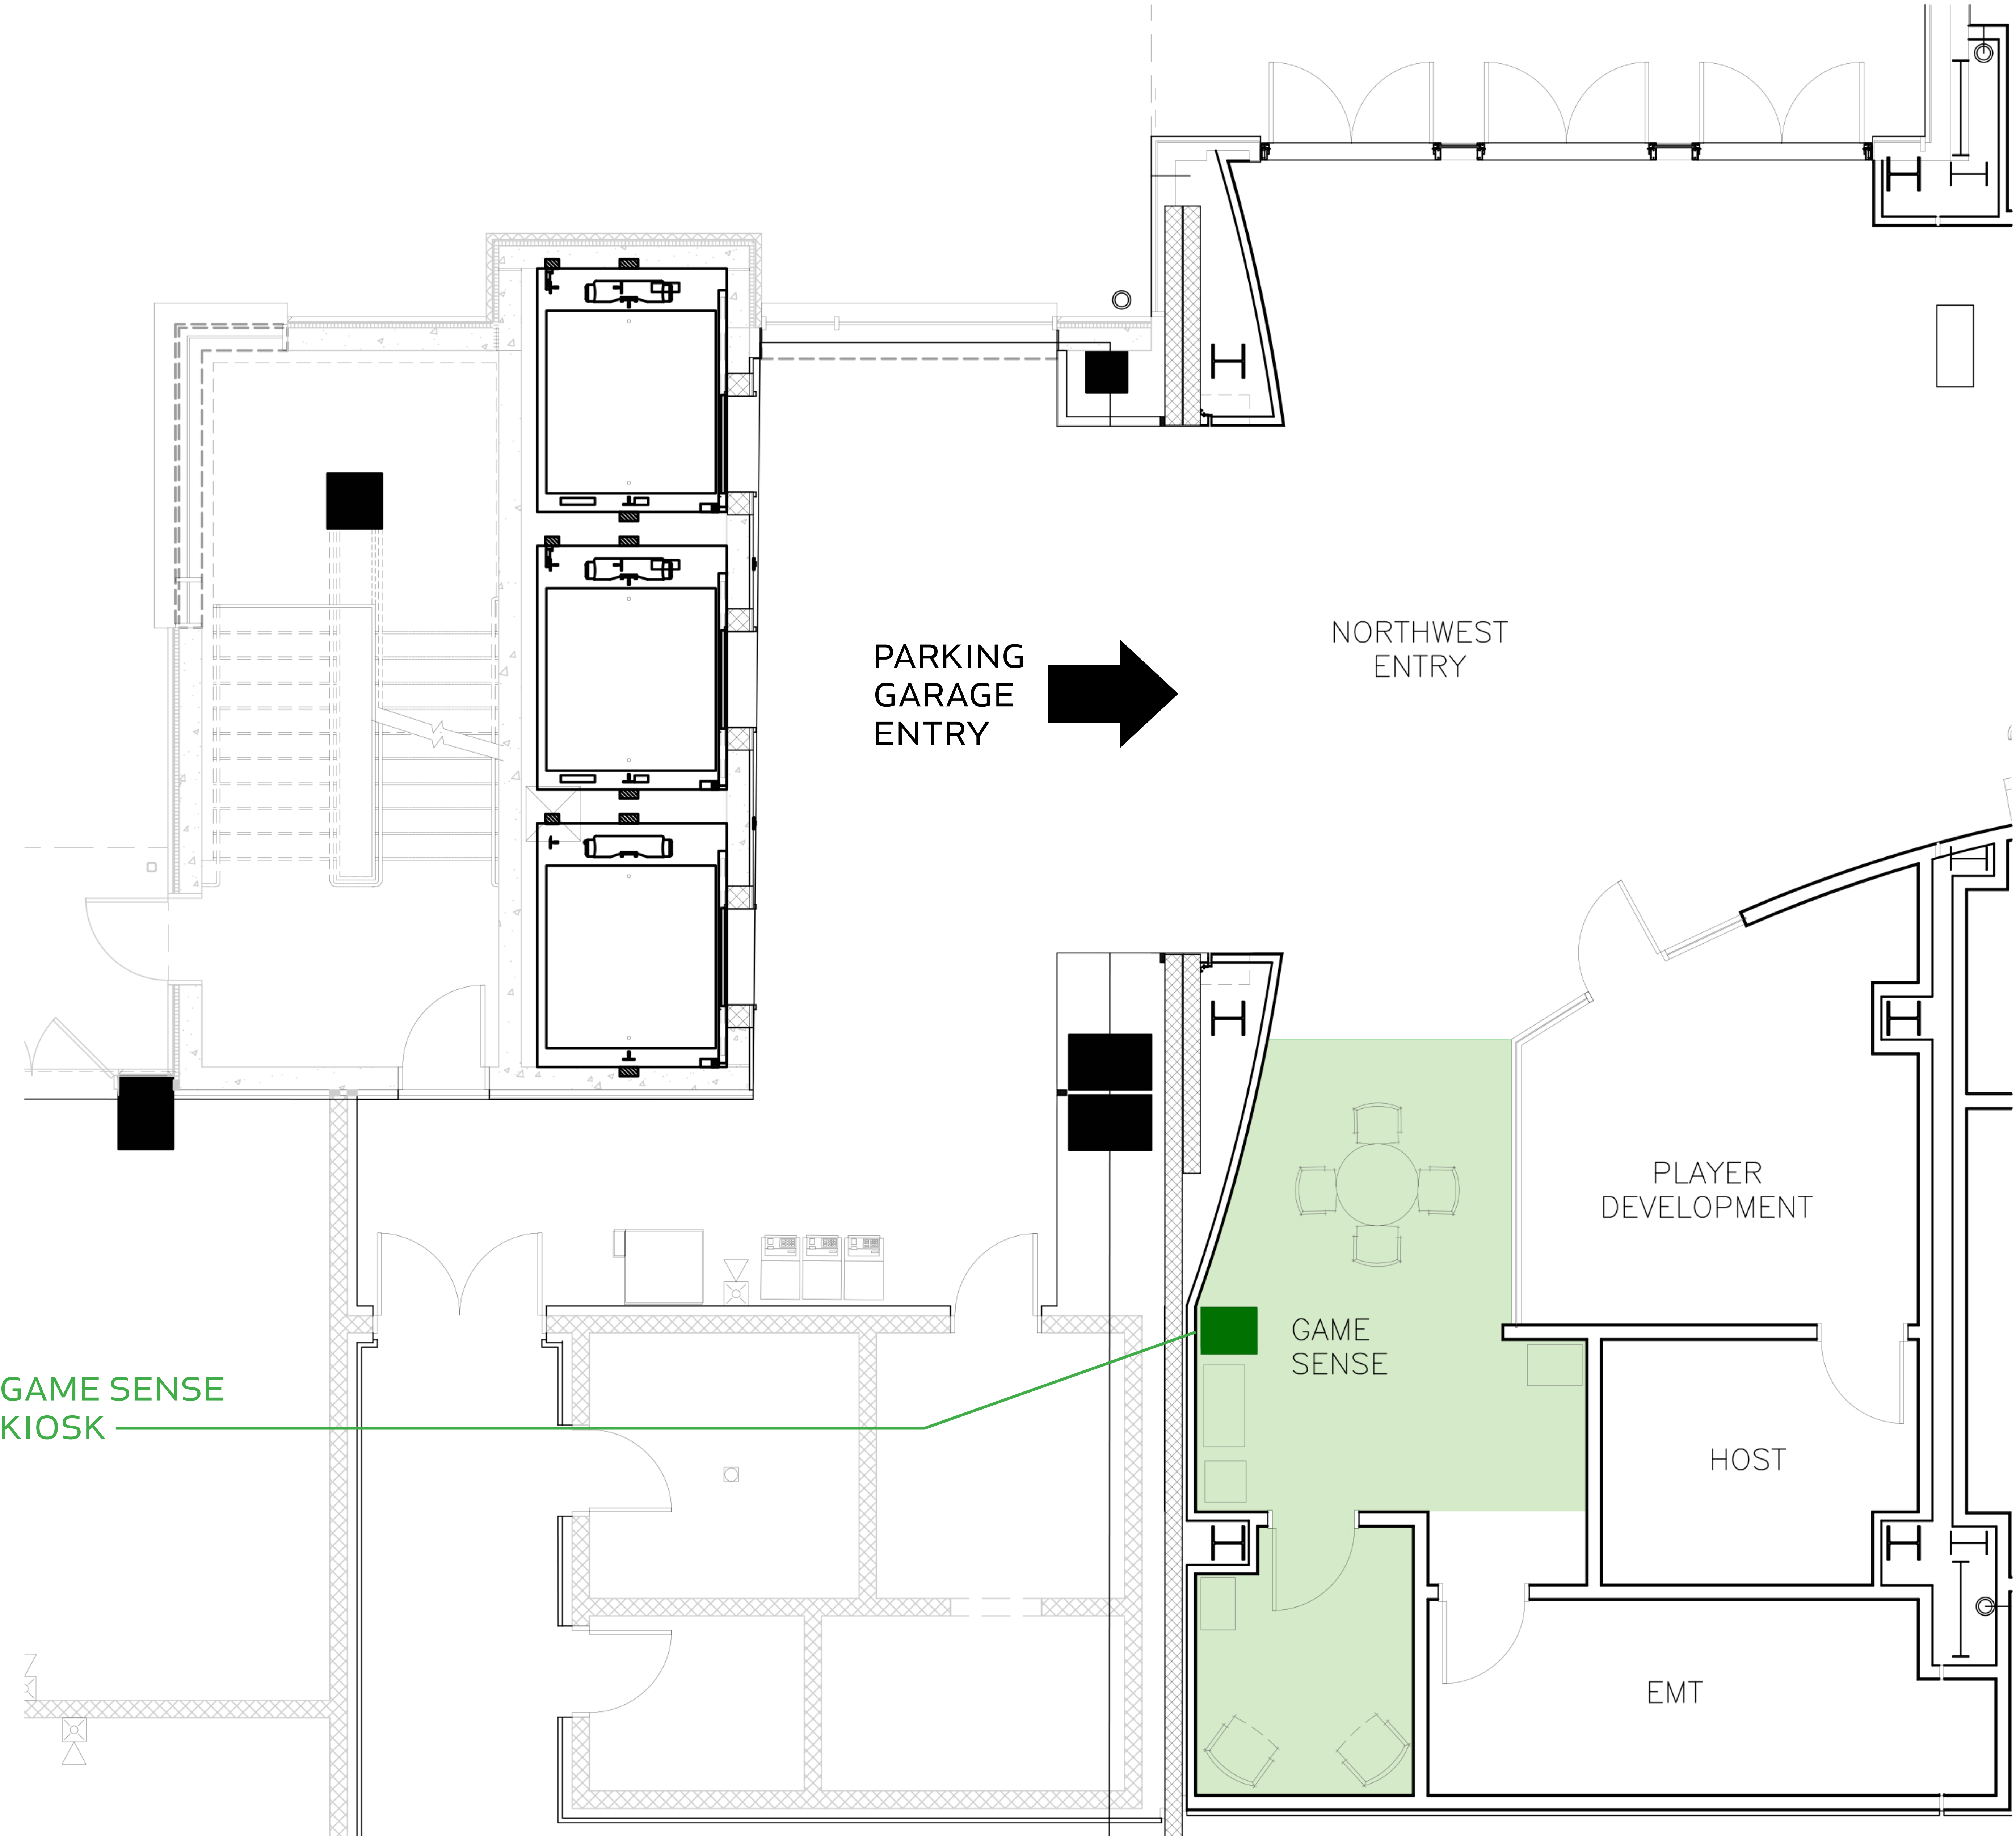 PARKING
GARAGE
ENTRY
NORTHWEST
ENTRY
PLAYER
DEVELOPMENT
GAME
SENSE
GAME SENSE
KIOSK
HOST
EMT